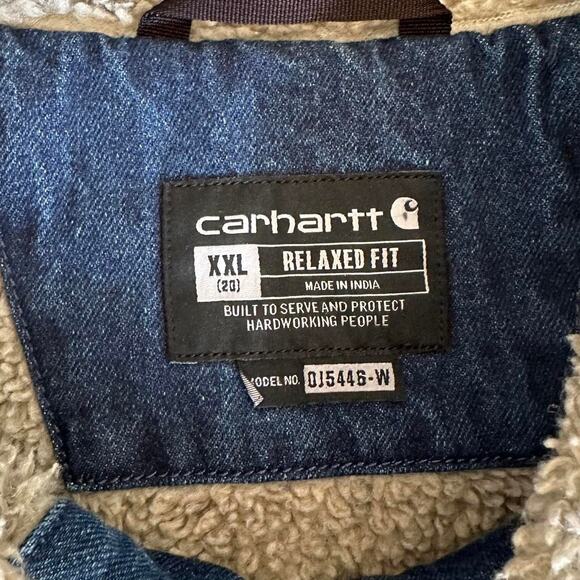 carhartt
XXL
(20)
RELAXED FIT
MADE IN INDIA
BUILT TO SERVE AND PROTECT
HARDWORKING PEOPLE
MODEL NO. OJ5446-W